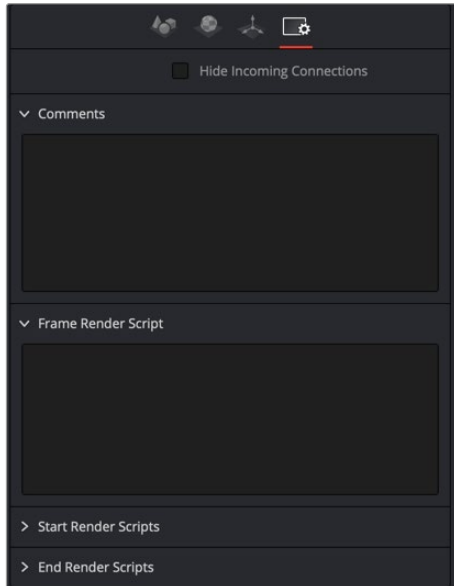 Hide Incoming Connections
Comments
Frame Render Script
Start Render Scripts
End Render Scripts